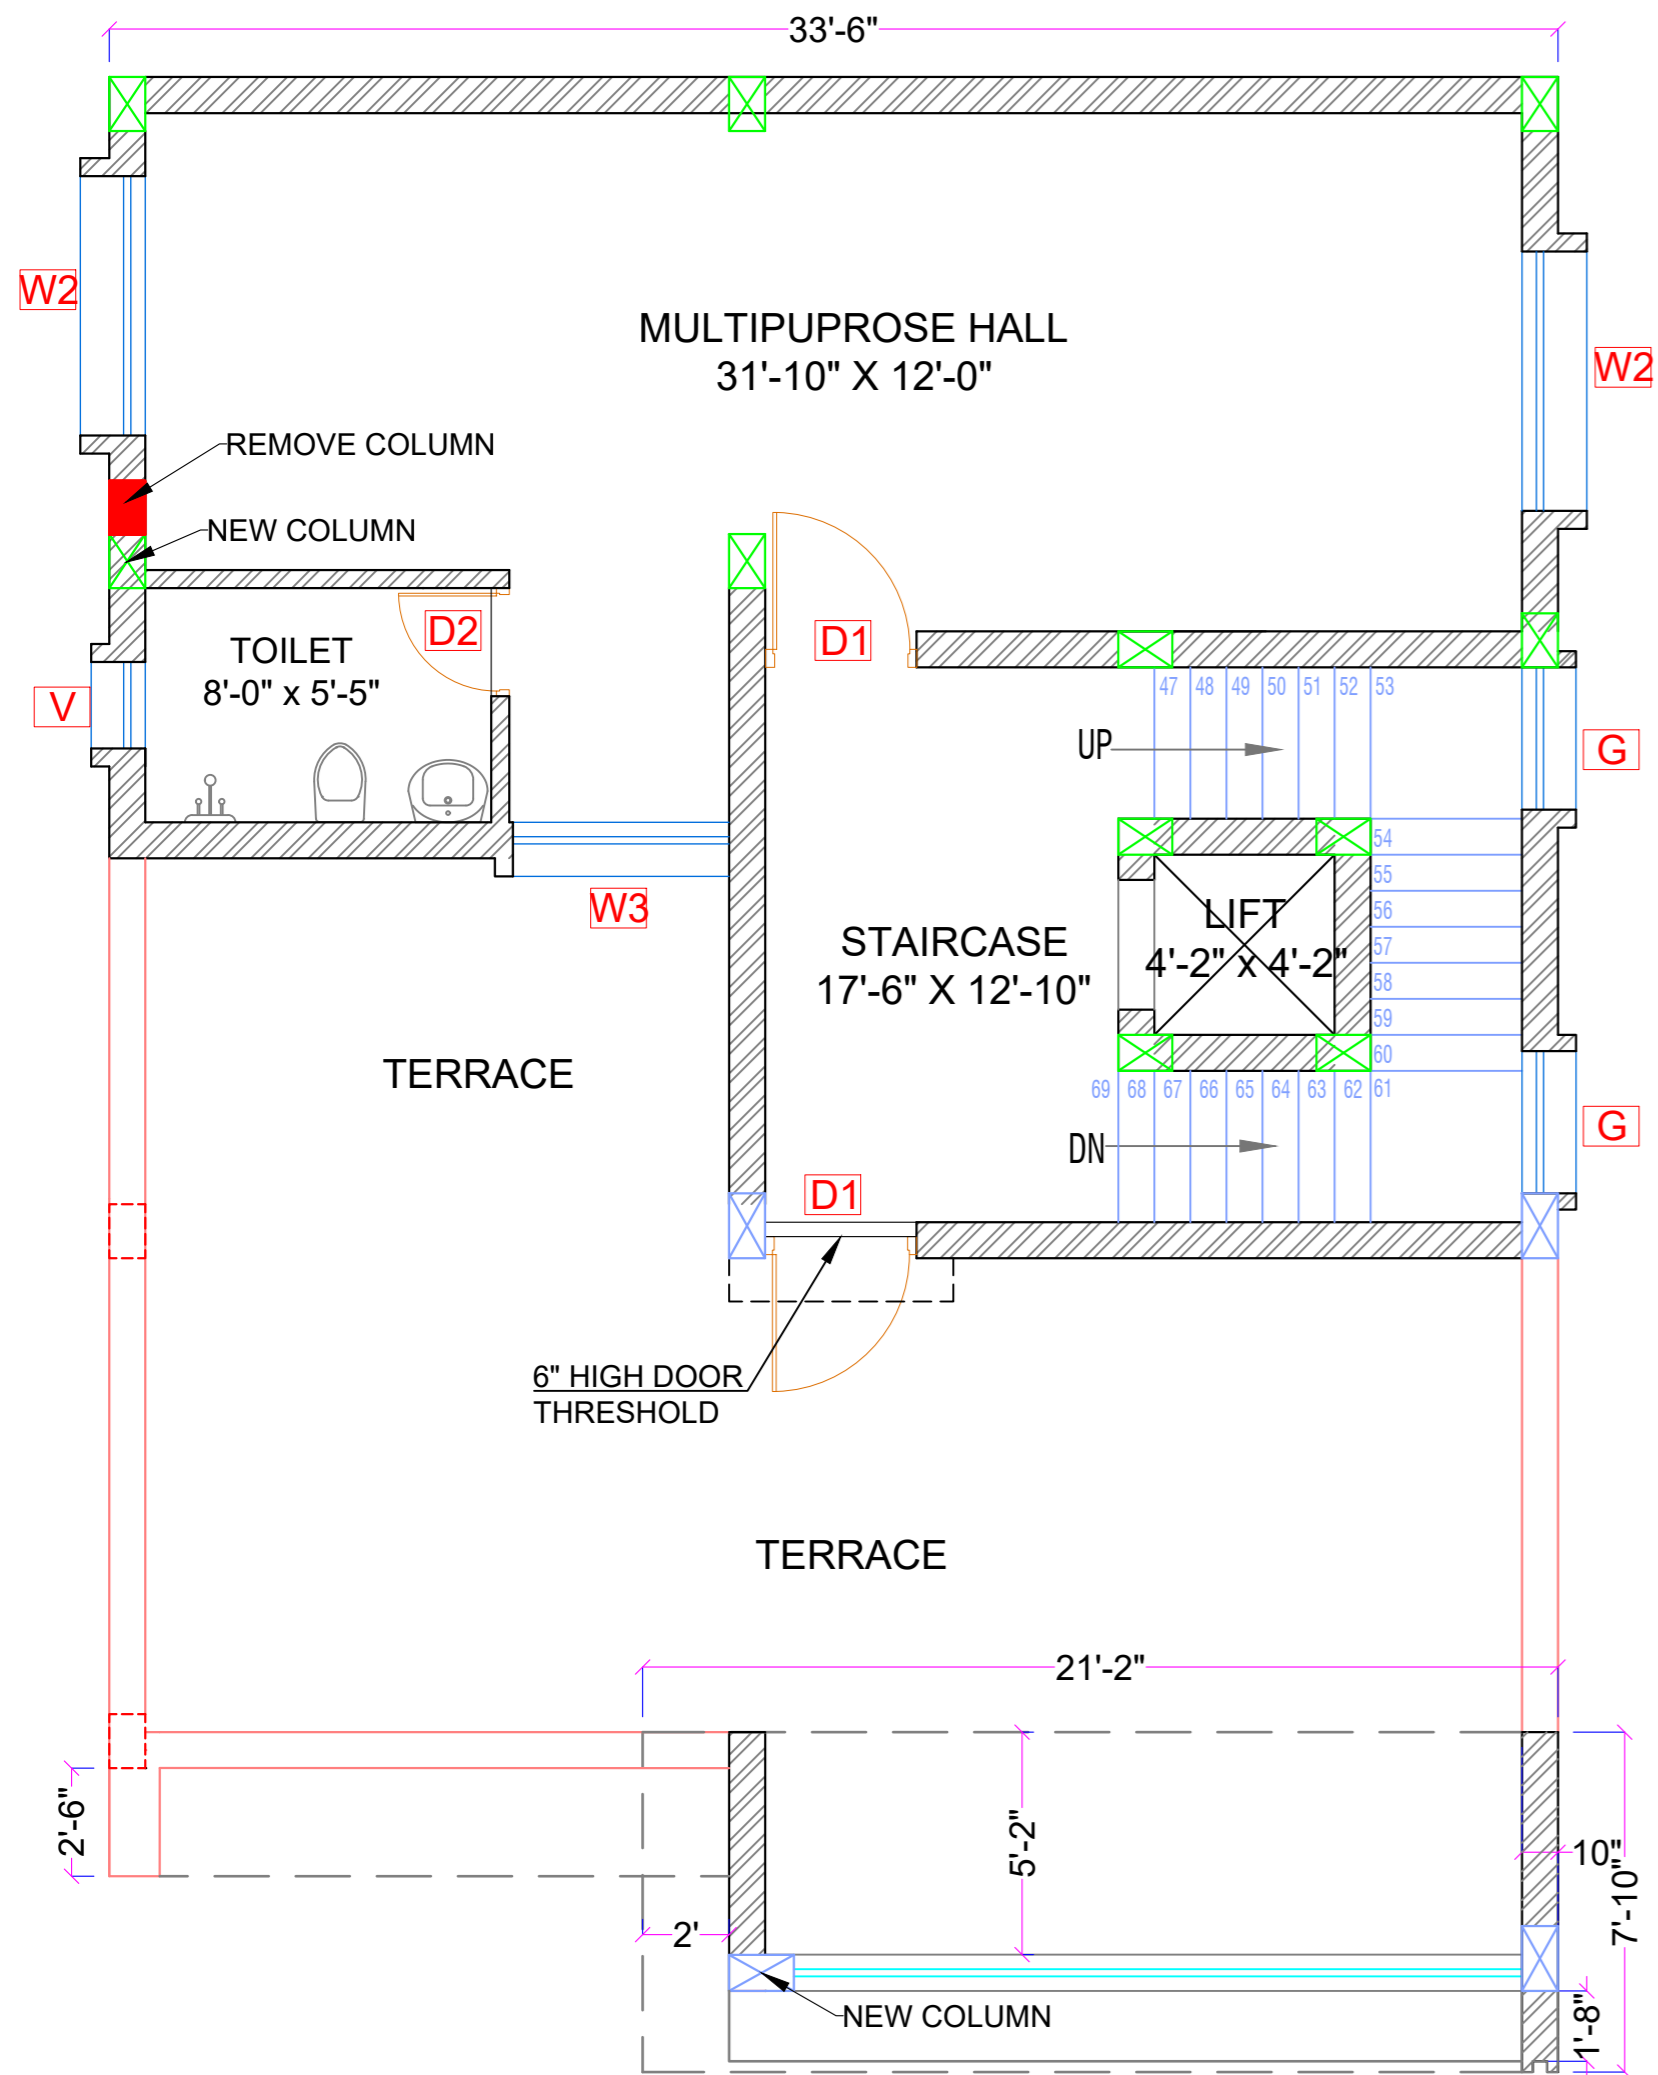 33'-6"
W2
MULTIPUPROSE HALL
31'-10" X 12'-0"
W2
REMOVE COLUMN
NEW COLUMN
D2
TOILET
8'-0" x 5'-5"
V
D1
47 48 49 50 51 52 53
UP
G
54
55
56
57
58
59
60
LIFT
4'-2" x 4'-2"
STAIRCASE
17'-6" X 12'-10"
W3
TERRACE
69 68 67 66 65 64 63 62 61
DN
G
D1
6" HIGH DOOR
THRESHOLD
TERRACE
21'-2"
2'-6"
5'-2"
10"
7'-10"
2'
NEW COLUMN
1'-8"